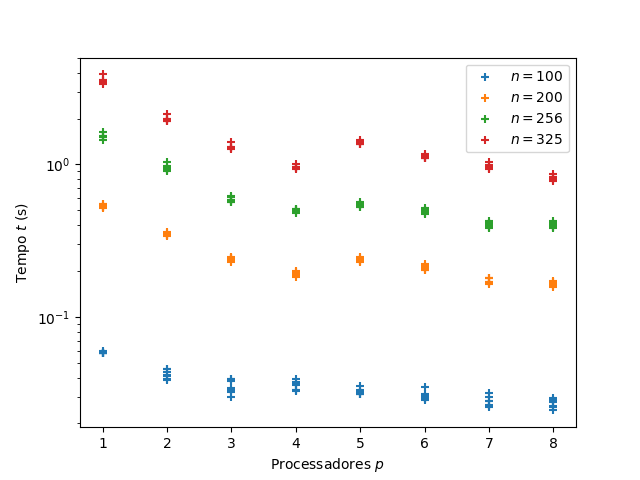 n = 100
n = 200
n = 256
n = 325
10^0
10^-1
Tempo t (s)
1 2 3 4 5 6 7 8
Processadores p